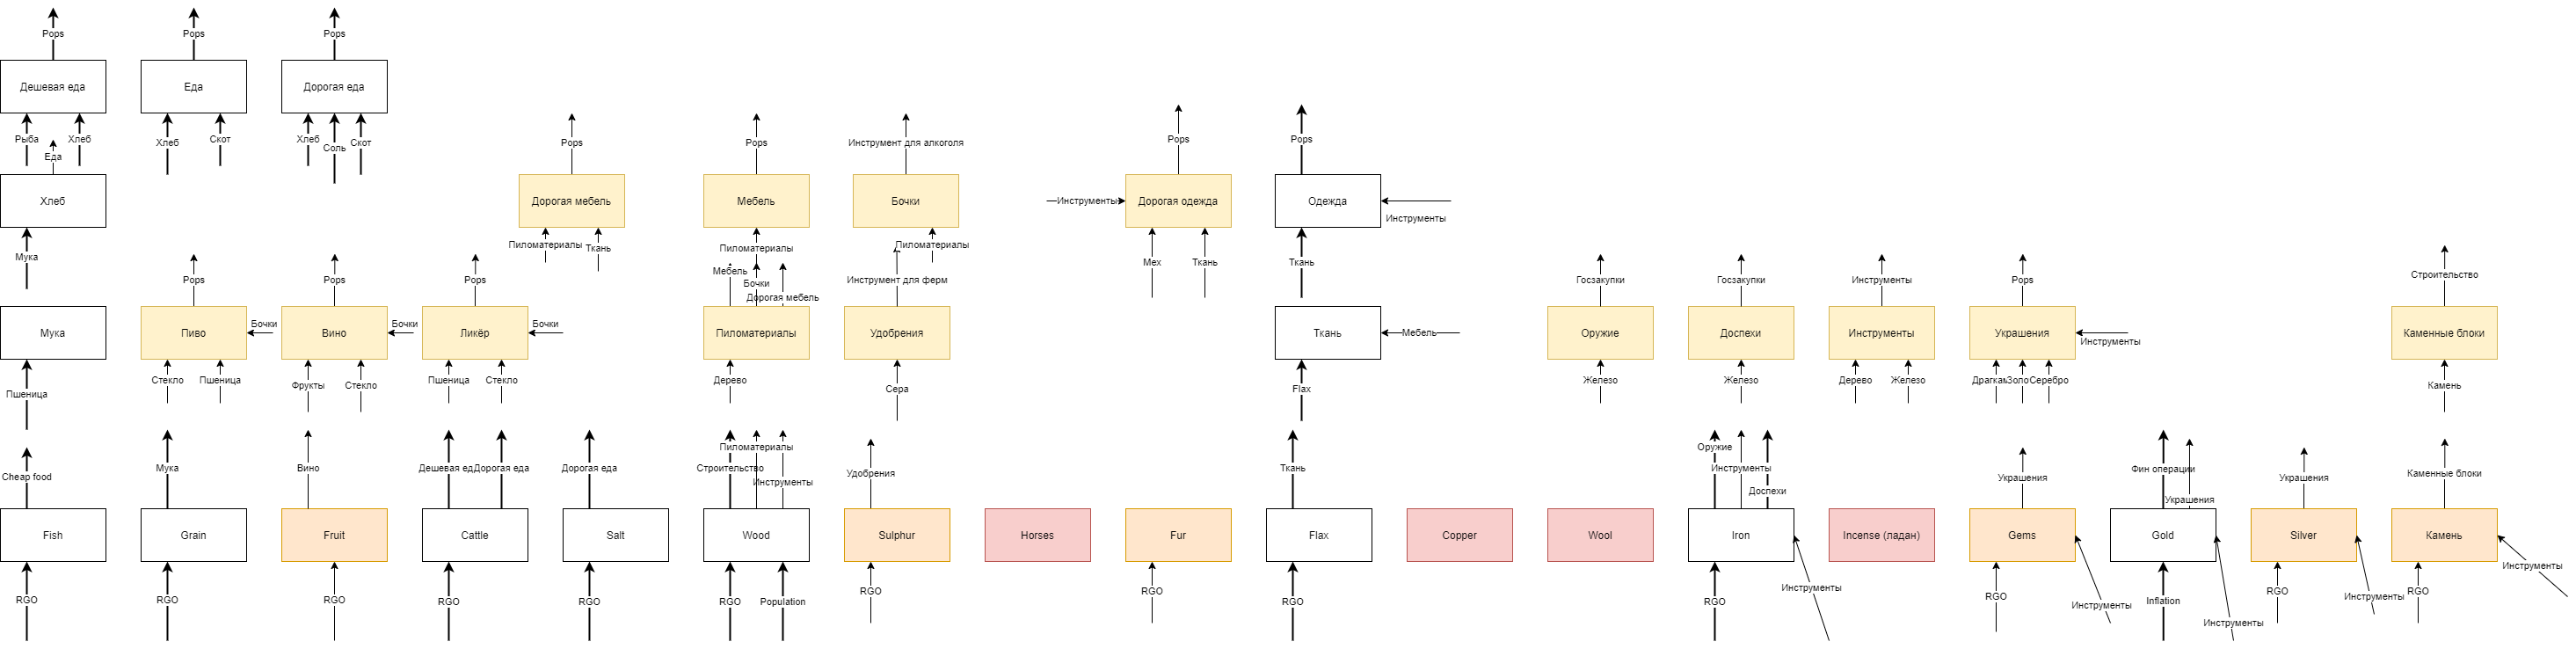 Pops
Pops
Pops
Дешевая еда
Еда
Дорогая еда
Рыба
Хлеб
Хлеб
Скот
Хлеб
Соль
Скот
Pops
Pops
Инструмент для алкоголя
Pops
Pops
Еда
Хлеб
Дорогая мебель
Мебель
Бочки
Инструменты
Дорогая одежда
Одежда
Инструменты
Мука
Пиломатериалы
Ткань
Пиломатериалы
Пиломатериалы
Мех
Ткань
Ткань
Pops
Pops
Pops
Мебель
Бочки
Дорогая мебель
Инструмент для ферм
Госзакупки
Госзакупки
Инструменты
Pops
Строительство
Мука
Пиво
Бочки
Вино
Бочки
Ликёр
Бочки
Пиломатериалы
Удобрения
Ткань
Мебель
Оружие
Доспехи
Инструменты
Украшения
Инструменты
Каменные блоки
Пшеница
Стекло
Пшеница
Фрукты
Стекло
Пшеница
Стекло
Дерево
Сера
Flax
Железо
Железо
Дерево
Железо
Серебро
Камень
Cheap food
Мука
Вино
Дорогая еда
Дорогая еда
Строительство
Пиломатериалы
Инструменты
Удобрения
Ткань
Оружие
Инструменты
Доспехи
Украшения
Фин операции
Украшения
Украшения
Каменные блоки
Fish
Grain
Fruit
Cattle
Salt
Wood
Sulphur
Horses
Fur
Flax
Copper
Wool
Iron
Incense (ладан)
Gems
Gold
Silver
Камень
RGO
RGO
RGO
RGO
RGO
RGO
Population
RGO
RGO
RGO
RGO
Инструменты
RGO
Инструменты
Inflation
Инструменты
RGO
Инструменты
RGO
Инструменты